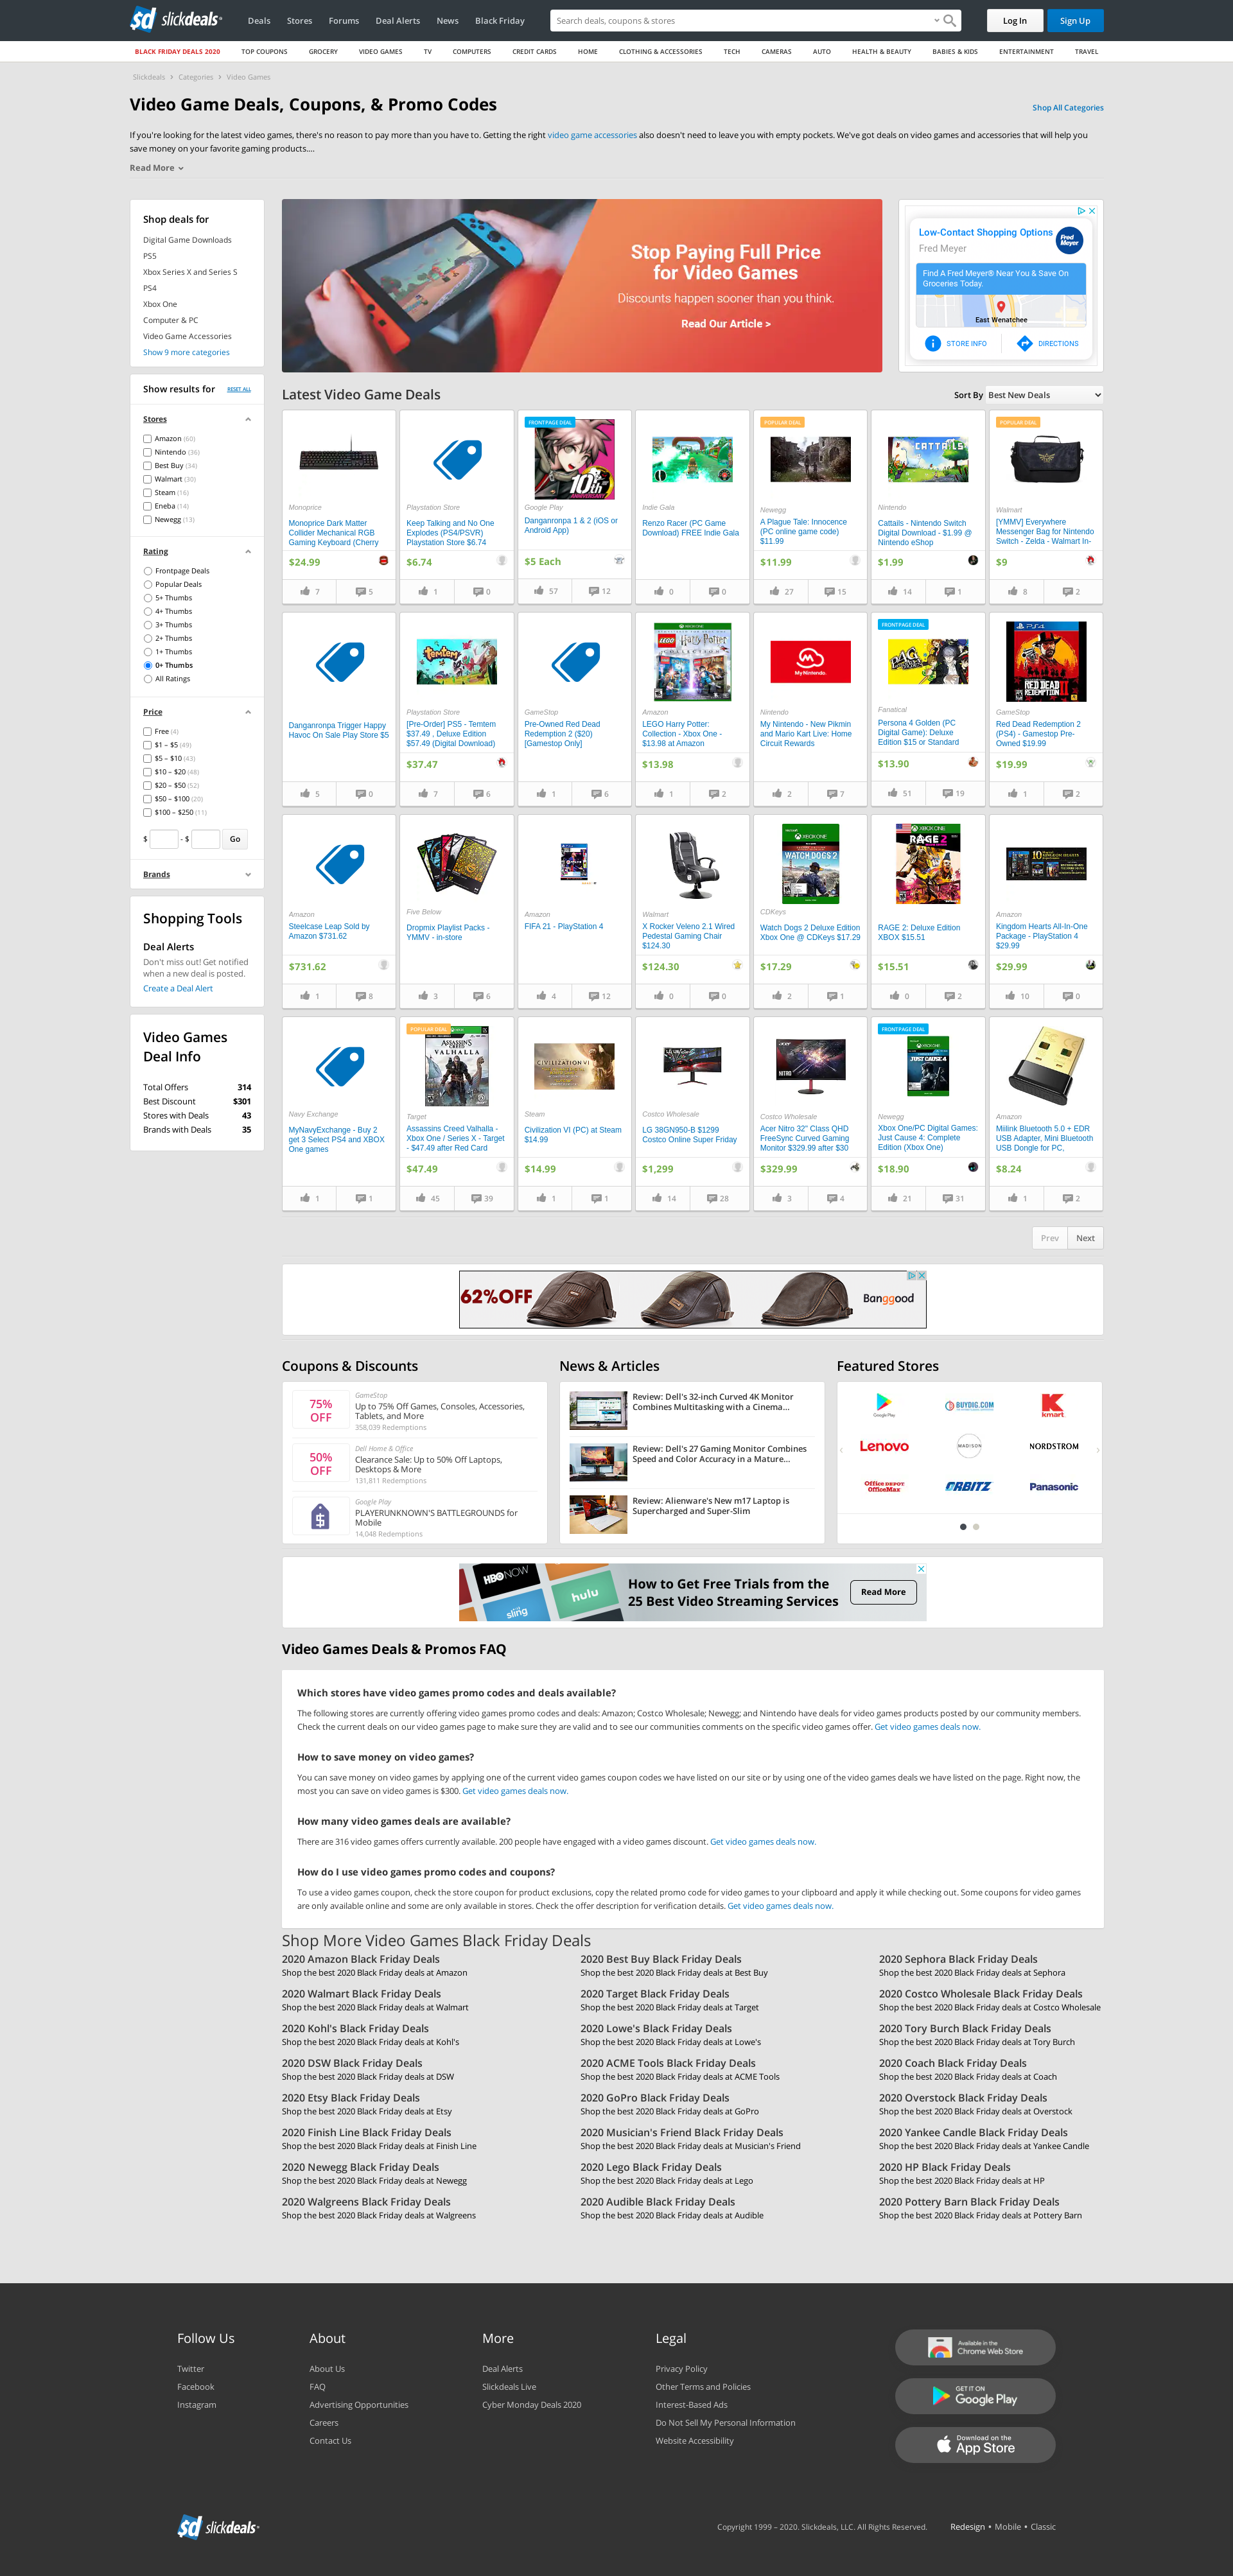 slickdeals
Deals
Stores
Forums
Deal Alerts
News
Black Friday
Search deals, coupons & stores
Log In
Sign Up
BLACK FRIDAY DEALS 2020
TOP COUPONS
GROCERY
VIDEO GAMES
TV
COMPUTERS
CREDIT CARDS
HOME
CLOTHING & ACCESSORIES
TECH
CAMERAS
AUTO
HEALTH & BEAUTY
BABIES & KIDS
ENTERTAINMENT
TRAVEL
Slickdeals > Categories > Video Games
Video Game Deals, Coupons, & Promo Codes
Shop All Categories
If you're looking for the latest video games, there's no reason to pay more than you have to. Getting the right video game accessories also doesn't need to leave you with empty pockets. We've got deals on video games and accessories that will help you
save money on your favorite gaming products....
Read More
Shop deals for
Digital Game Downloads
PS5
Xbox Series X and Series S
PS4
Xbox One
Computer & PC
Video Game Accessories
Show 9 more categories
Show results for
RESET ALL
Stores
Amazon (60)
Nintendo (36)
Best Buy (34)
Walmart (30)
Steam (16)
Eneba (14)
Newegg (13)
Rating
Frontpage Deals
Popular Deals
5+ Thumbs
4+ Thumbs
3+ Thumbs
2+ Thumbs
1+ Thumbs
0+ Thumbs
All Ratings
Price
Free (4)
$1 – $5 (49)
$5 – $10 (43)
$10 – $20 (48)
$20 – $50 (52)
$50 – $100 (20)
$100 – $250 (11)
$ - $ Go
Brands
Shopping Tools
Deal Alerts
Don't miss out! Get notified
when a new deal is posted.
Create a Deal Alert
Video Games
Deal Info
Total Offers 314
Best Discount $301
Stores with Deals 43
Brands with Deals 35
Stop Paying Full Price
for Video Games
Discounts happen sooner than you think.
Read Our Article >
Low-Contact Shopping Options
Fred Meyer
Fred Meyer
Find A Fred Meyer® Near You & Save On
Groceries Today.
East Wenatchee
STORE INFO
DIRECTIONS
Latest Video Game Deals
Sort By Best New Deals
Monoprice
Monoprice Dark Matter
Collider Mechanical RGB
Gaming Keyboard (Cherry
$24.99
7 5
Playstation Store
Keep Talking and No One
Explodes (PS4/PSVR)
Playstation Store $6.74
$6.74
1 0
FRONTPAGE DEAL
10th
ANNIVERSARY
Google Play
Danganronpa 1 & 2 (iOS or
Android App)
$5 Each
57 12
Indie Gala
Renzo Racer (PC Game
Download) FREE Indie Gala
0 0
POPULAR DEAL
Newegg
A Plague Tale: Innocence
(PC online game code)
$11.99
$11.99
27 15
CATTAILS
Nintendo
Cattails - Nintendo Switch
Digital Download - $1.99 @
Nintendo eShop
$1.99
14 1
POPULAR DEAL
Walmart
[YMMV] Everywhere
Messenger Bag for Nintendo
Switch - Zelda - Walmart In-
$9
8 2
Danganronpa Trigger Happy
Havoc On Sale Play Store $5
5 0
temtem
Playstation Store
[Pre-Order] PS5 - Temtem
$37.49 , Deluxe Edition
$57.49 (Digital Download)
$37.47
7 6
GameStop
Pre-Owned Red Dead
Redemption 2 ($20)
[Gamestop Only]
1 6
XBOX ONE
LEGO Harry Potter
COLLECTION
Amazon
LEGO Harry Potter:
Collection - Xbox One -
$13.98 at Amazon
$13.98
1 2
My Nintendo.
Nintendo
My Nintendo - New Pikmin
and Mario Kart Live: Home
Circuit Rewards
2 7
FRONTPAGE DEAL
P4G
Fanatical
Persona 4 Golden (PC
Digital Game): Deluxe
Edition $15 or Standard
$13.90
51 19
PS4
RED DEAD
REDEMPTION
GameStop
Red Dead Redemption 2
(PS4) - Gamestop Pre-
Owned $19.99
$19.99
1 2
Amazon
Steelcase Leap Sold by
Amazon $731.62
$731.62
1 8
Five Below
Dropmix Playlist Packs -
YMMV - in-store
3 6
Amazon
FIFA 21 - PlayStation 4
4 12
Walmart
X Rocker Veleno 2.1 Wired
Pedestal Gaming Chair
$124.30
$124.30
0 0
XBOX ONE
WATCH DOGS 2
CDKeys
Watch Dogs 2 Deluxe Edition
Xbox One @ CDKeys $17.29
$17.29
2 1
XBOX ONE
RAGE 2
RAGE 2: Deluxe Edition
XBOX $15.51
$15.51
0 2
Amazon
Kingdom Hearts All-In-One
Package - PlayStation 4
$29.99
$29.99
10 0
Navy Exchange
MyNavyExchange - Buy 2
get 3 Select PS4 and XBOX
One games
1 1
POPULAR DEAL
ASSASSIN'S
CREED
VALHALLA
Target
Assassins Creed Valhalla -
Xbox One / Series X - Target
- $47.49 after Red Card
$47.49
45 39
CIVILIZATION VI
Steam
Civilization VI (PC) at Steam
$14.99
$14.99
1 1
Costco Wholesale
LG 38GN950-B $1299
Costco Online Super Friday
$1,299
14 28
acer
NITRO
Costco Wholesale
Acer Nitro 32" Class QHD
FreeSync Curved Gaming
Monitor $329.99 after $30
$329.99
3 4
FRONTPAGE DEAL
JUST CAUSE 4
Newegg
Xbox One/PC Digital Games:
Just Cause 4: Complete
Edition (Xbox One)
$18.90
21 31
Amazon
Miilink Bluetooth 5.0 + EDR
USB Adapter, Mini Bluetooth
USB Dongle for PC,
$8.24
1 2
Prev
Next
62%OFF
Banggood
Coupons & Discounts
75%
OFF
GameStop
Up to 75% Off Games, Consoles, Accessories,
Tablets, and More
358,039 Redemptions
50%
OFF
Dell Home & Office
Clearance Sale: Up to 50% Off Laptops,
Desktops & More
131,811 Redemptions
Google Play
PLAYERUNKNOWN'S BATTLEGROUNDS for
Mobile
14,048 Redemptions
News & Articles
Review: Dell's 32-inch Curved 4K Monitor
Combines Multitasking with a Cinema...
Review: Dell's 27 Gaming Monitor Combines
Speed and Color Accuracy in a Mature...
Review: Alienware's New m17 Laptop is
Supercharged and Super-Slim
Featured Stores
Google Play
BUYDIG.COM
kmart
Lenovo
MADISON
NORDSTROM
Office DEPOT
OfficeMax
ORBITZ
Panasonic
HBO NOW
sling
hulu
How to Get Free Trials from the
25 Best Video Streaming Services
Read More
Video Games Deals & Promos FAQ
Which stores have video games promo codes and deals available?
The following stores are currently offering video games promo codes and deals: Amazon; Costco Wholesale; Newegg; and Nintendo have deals for video games products posted by our community members.
Check the current deals on our video games page to make sure they are valid and to see our communities comments on the specific video games offer. Get video games deals now.
How to save money on video games?
You can save money on video games by applying one of the current video games coupon codes we have listed on our site or by using one of the video games deals we have listed on the page. Right now, the
most you can save on video games is $300. Get video games deals now.
How many video games deals are available?
There are 316 video games offers currently available. 200 people have engaged with a video games discount. Get video games deals now.
How do I use video games promo codes and coupons?
To use a video games coupon, check the store coupon for product exclusions, copy the related promo code for video games to your clipboard and apply it while checking out. Some coupons for video games
are only available online and some are only available in stores. Check the offer description for verification details. Get video games deals now.
Shop More Video Games Black Friday Deals
2020 Amazon Black Friday Deals
Shop the best 2020 Black Friday deals at Amazon
2020 Best Buy Black Friday Deals
Shop the best 2020 Black Friday deals at Best Buy
2020 Sephora Black Friday Deals
Shop the best 2020 Black Friday deals at Sephora
2020 Walmart Black Friday Deals
Shop the best 2020 Black Friday deals at Walmart
2020 Target Black Friday Deals
Shop the best 2020 Black Friday deals at Target
2020 Costco Wholesale Black Friday Deals
Shop the best 2020 Black Friday deals at Costco Wholesale
2020 Kohl's Black Friday Deals
Shop the best 2020 Black Friday deals at Kohl's
2020 Lowe's Black Friday Deals
Shop the best 2020 Black Friday deals at Lowe's
2020 Tory Burch Black Friday Deals
Shop the best 2020 Black Friday deals at Tory Burch
2020 DSW Black Friday Deals
Shop the best 2020 Black Friday deals at DSW
2020 ACME Tools Black Friday Deals
Shop the best 2020 Black Friday deals at ACME Tools
2020 Coach Black Friday Deals
Shop the best 2020 Black Friday deals at Coach
2020 Etsy Black Friday Deals
Shop the best 2020 Black Friday deals at Etsy
2020 GoPro Black Friday Deals
Shop the best 2020 Black Friday deals at GoPro
2020 Overstock Black Friday Deals
Shop the best 2020 Black Friday deals at Overstock
2020 Finish Line Black Friday Deals
Shop the best 2020 Black Friday deals at Finish Line
2020 Musician's Friend Black Friday Deals
Shop the best 2020 Black Friday deals at Musician's Friend
2020 Yankee Candle Black Friday Deals
Shop the best 2020 Black Friday deals at Yankee Candle
2020 Newegg Black Friday Deals
Shop the best 2020 Black Friday deals at Newegg
2020 Lego Black Friday Deals
Shop the best 2020 Black Friday deals at Lego
2020 HP Black Friday Deals
Shop the best 2020 Black Friday deals at HP
2020 Walgreens Black Friday Deals
Shop the best 2020 Black Friday deals at Walgreens
2020 Audible Black Friday Deals
Shop the best 2020 Black Friday deals at Audible
2020 Pottery Barn Black Friday Deals
Shop the best 2020 Black Friday deals at Pottery Barn
Follow Us
Twitter
Facebook
Instagram
About
About Us
FAQ
Advertising Opportunities
Careers
Contact Us
More
Deal Alerts
Slickdeals Live
Cyber Monday Deals 2020
Legal
Privacy Policy
Other Terms and Policies
Interest-Based Ads
Do Not Sell My Personal Information
Website Accessibility
Available in the
Chrome Web Store
GET IT ON
Google Play
Download on the
App Store
slickdeals
Copyright 1999 – 2020. Slickdeals, LLC. All Rights Reserved.
Redesign • Mobile • Classic